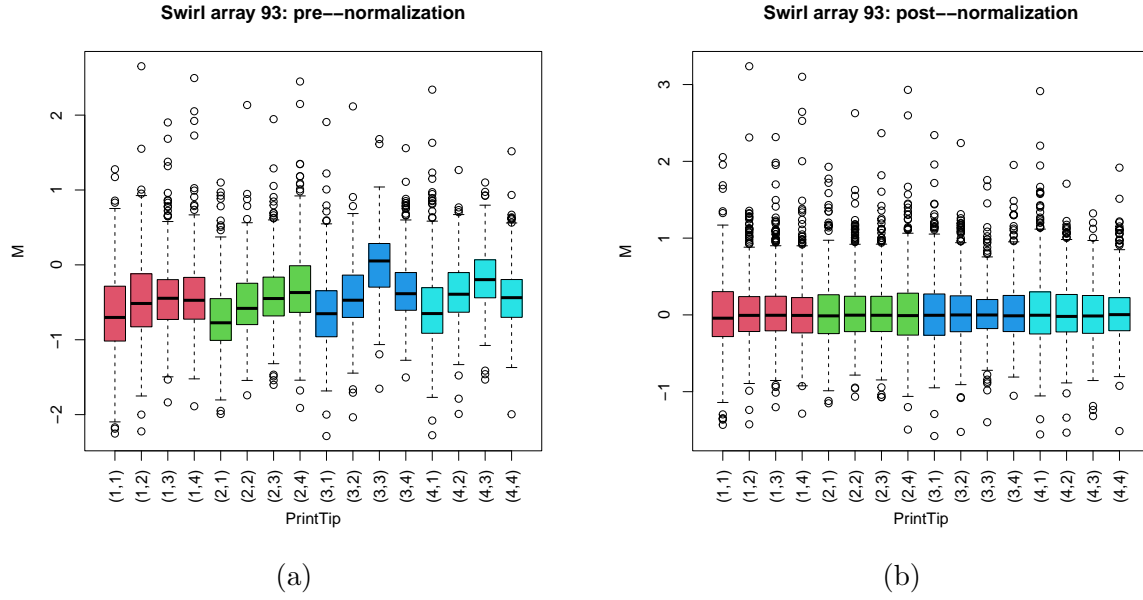 Swirl array 93: pre−−normalization
M
2
1
0
−1
−2
(1,1) (1,2) (1,3) (1,4) (2,1) (2,2) (2,3) (2,4) (3,1) (3,2) (3,3) (3,4) (4,1) (4,2) (4,3) (4,4)
PrintTip
(a)
Swirl array 93: post−−normalization
M
3
2
1
0
−1
(1,1) (1,2) (1,3) (1,4) (2,1) (2,2) (2,3) (2,4) (3,1) (3,2) (3,3) (3,4) (4,1) (4,2) (4,3) (4,4)
PrintTip
(b)